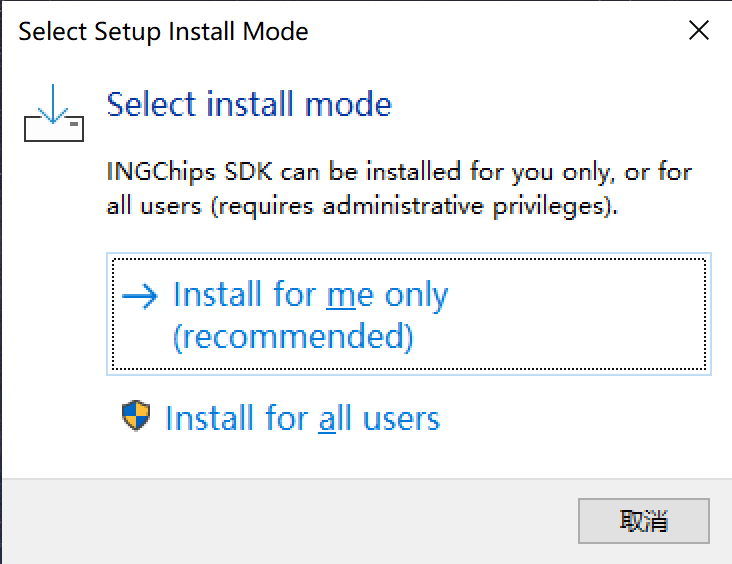 Select Setup Install Mode
Select install mode
INGChips SDK can be installed for you only, or for
all users (requires administrative privileges).
Install for me only
(recommended)
Install for all users
取消